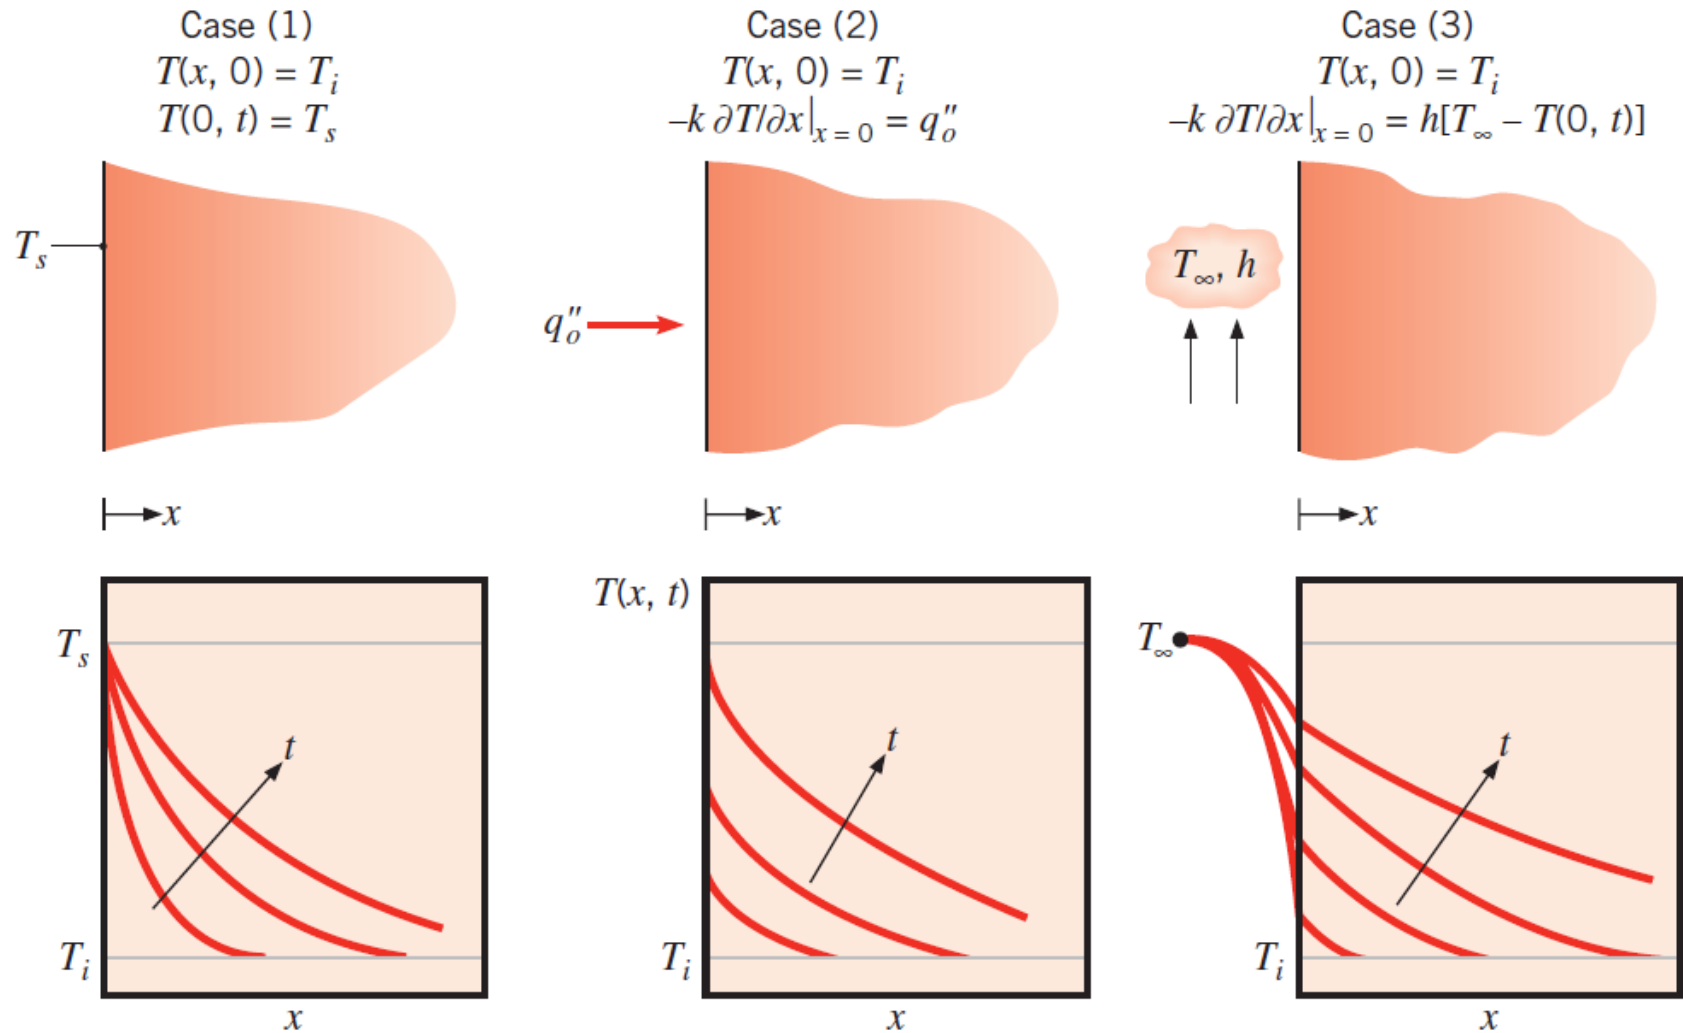 Case (1)
T(x, 0) = Tᵢ
T(0, t) = Tₛ
Tₛ
x
Tₛ
t
Tᵢ
x
Case (2)
T(x, 0) = Tᵢ
–k ∂T/∂x|ₓ ₌ ₀ = q″ₒ
q″ₒ
x
T(x, t)
t
Tᵢ
x
Case (3)
T(x, 0) = Tᵢ
–k ∂T/∂x|ₓ ₌ ₀ = h[T∞ – T(0, t)]
T∞, h
x
T∞
t
Tᵢ
x